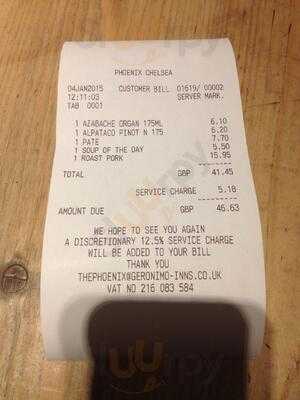 PHOENIX CHELSEA
04JAN2015 CUSTOMER BILL 01619/ 00002
12:11:03 SERVER MARK.
TAB 0001
1 AZABACHE ORGAN 175ML 6.10
1 ALPATACO PINOT N 175 6.20
1 PATE 7.70
1 SOUP OF THE DAY 5.50
1 ROAST PORK 15.95
TOTAL GBP 41.45
SERVICE CHARGE 5.18
AMOUNT DUE GBP 46.63
WE HOPE TO SEE YOU AGAIN
A DISCRETIONARY 12.5% SERVICE CHARGE
WILL BE ADDED TO YOUR BILL
THANK YOU
THEPHOENIX@GERONIMO-INNS.CO.UK
VAT NO 216 083 584